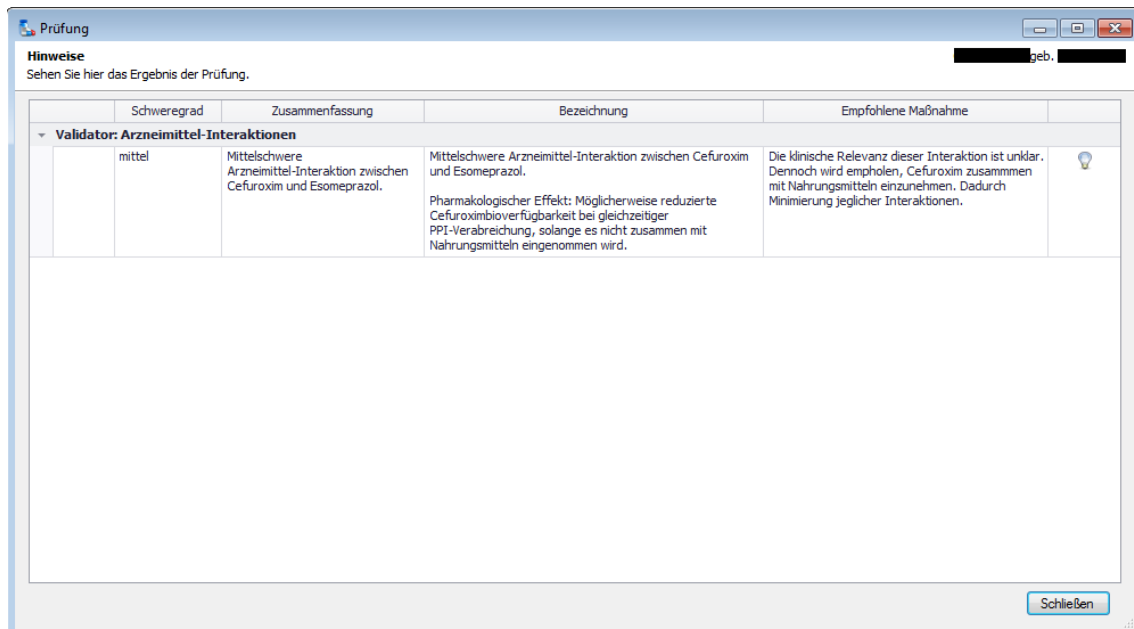 Prüfung
Hinweise
geb.
Sehen Sie hier das Ergebnis der Prüfung.
Schweregrad Zusammenfassung Bezeichnung Empfohlene Maßnahme
Validator: Arzneimittel-Interaktionen
mittel
Mittelschwere
Arzneimittel-Interaktion zwischen
Cefuroxim und Esomeprazol.
Mittelschwere Arzneimittel-Interaktion zwischen Cefuroxim
und Esomeprazol.
Pharmakologischer Effekt: Möglicherweise reduzierte
Cefuroximbioverfügbarkeit bei gleichzeitiger
PPI-Verabreichung, solange es nicht zusammen mit
Nahrungsmitteln eingenommen wird.
Die klinische Relevanz dieser Interaktion ist unklar.
Dennoch wird empholen, Cefuroxim zusammmen
mit Nahrungsmitteln einzunehmen. Dadurch
Minimierung jeglicher Interaktionen.
Schließen